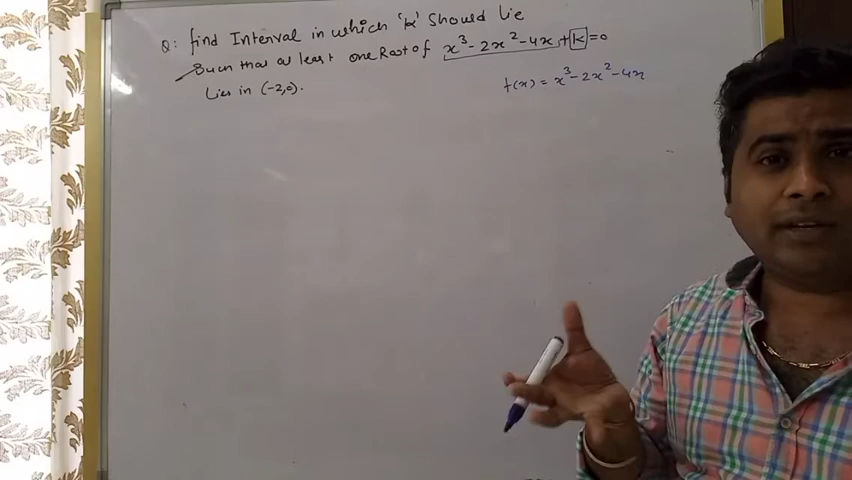 Q: find Interval in which 'k' should lie
Such that at least one Root of x³-2x²-4x+k=0
Lies in (-2,0).
f(x) = x³-2x²-4x